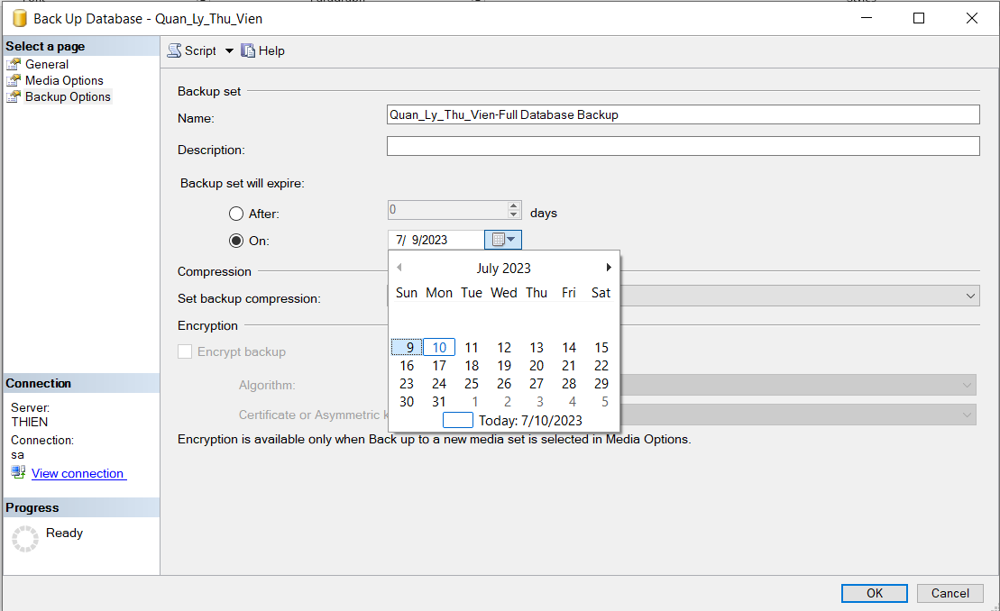 Back Up Database - Quan_Ly_Thu_Vien
Select a page
General
Media Options
Backup Options
Script
Help
Backup set
Name:
Quan_Ly_Thu_Vien-Full Database Backup
Description:
Backup set will expire:
After:
0
days
On:
7/ 9/2023
July 2023
Sun Mon Tue Wed Thu Fri Sat
9 10 11 12 13 14 15
16 17 18 19 20 21 22
23 24 25 26 27 28 29
30 31 1 2 3 4 5
Today: 7/10/2023
Compression
Set backup compression:
Encryption
Encrypt backup
Algorithm:
Certificate or Asymmetric k
Encryption is available only when Back up to a new media set is selected in Media Options.
Connection
Server:
THIEN
Connection:
sa
View connection
Progress
Ready
OK
Cancel